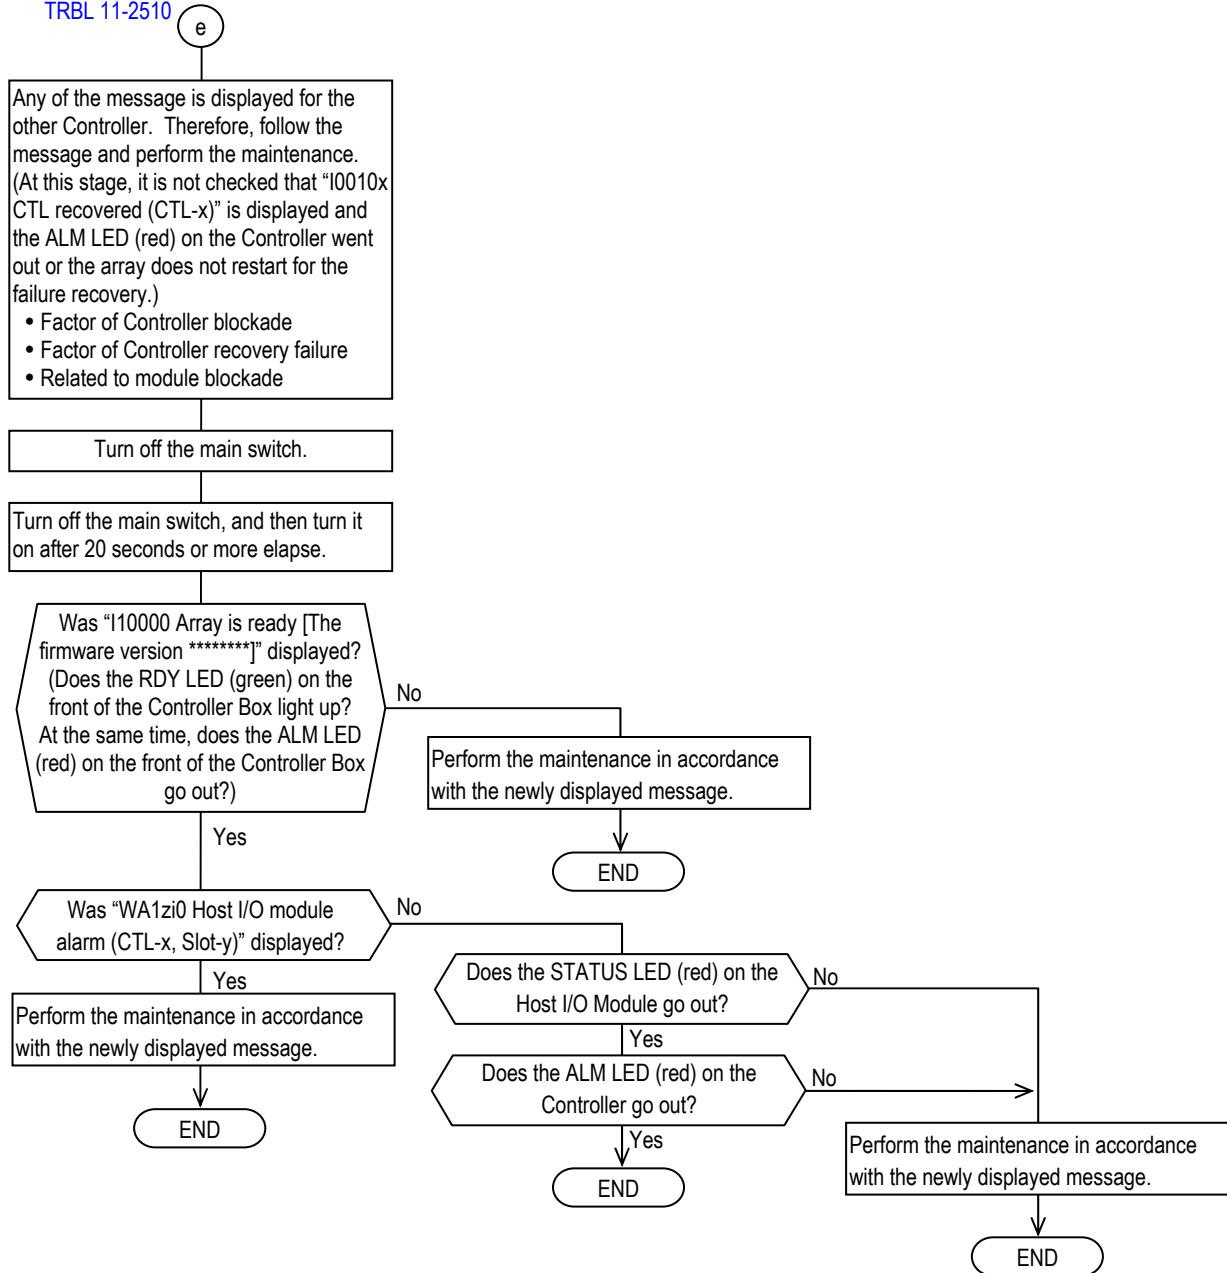 TRBL 11-2510
e
Any of the message is displayed for the
other Controller.  Therefore, follow the
message and perform the maintenance.
(At this stage, it is not checked that “I0010x
CTL recovered (CTL-x)” is displayed and
the ALM LED (red) on the Controller went
out or the array does not restart for the
failure recovery.)
• Factor of Controller blockade
• Factor of Controller recovery failure
• Related to module blockade
Turn off the main switch.
Turn off the main switch, and then turn it
on after 20 seconds or more elapse.
Was “I10000 Array is ready [The
firmware version ********]” displayed?
(Does the RDY LED (green) on the
front of the Controller Box light up?
At the same time, does the ALM LED
(red) on the front of the Controller Box
go out?)
No
Perform the maintenance in accordance
with the newly displayed message.
END
Yes
Was “WA1zi0 Host I/O module
alarm (CTL-x, Slot-y)” displayed?
No
Yes
Perform the maintenance in accordance
with the newly displayed message.
END
Does the STATUS LED (red) on the
Host I/O Module go out?
No
Yes
Does the ALM LED (red) on the
Controller go out?
No
Yes
END
Perform the maintenance in accordance
with the newly displayed message.
END